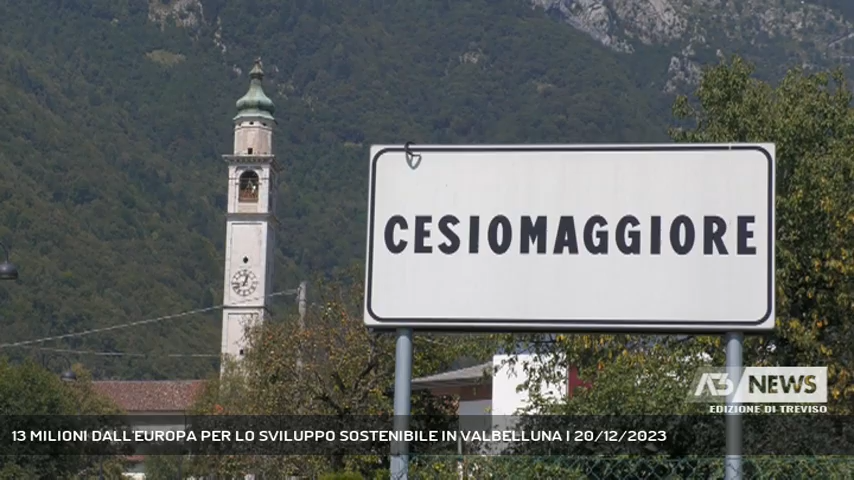 CESIOMAGGIORE
A3 NEWS
EDIZIONE DI TREVISO
13 MILIONI DALL'EUROPA PER LO SVILUPPO SOSTENIBILE IN VALBELLUNA | 20/12/2023